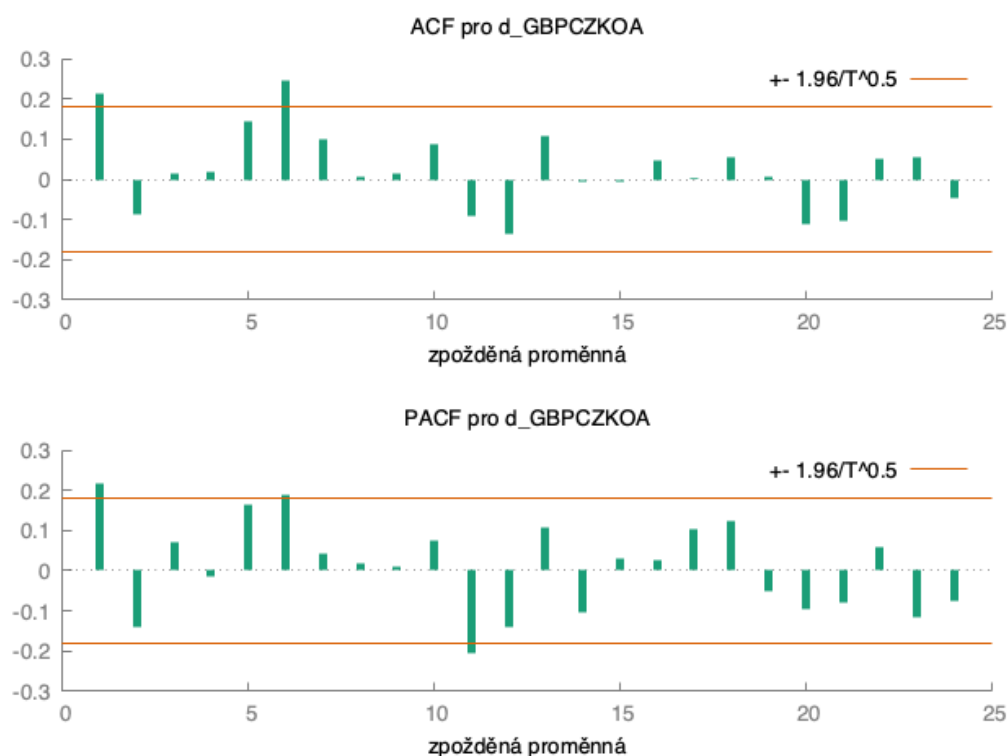 ACF pro d_GBPCZKOA
+- 1.96/T^0.5
0.3
0.2
0.1
0
-0.1
-0.2
-0.3
0 5 10 15 20 25
zpožděná proměnná
PACF pro d_GBPCZKOA
+- 1.96/T^0.5
0.3
0.2
0.1
0
-0.1
-0.2
-0.3
0 5 10 15 20 25
zpožděná proměnná